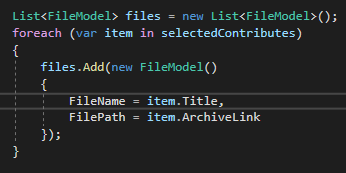 List<FileModel> files = new List<FileModel>();
foreach (var item in selectedContributes)
{
    files.Add(new FileModel()
    {
        FileName = item.Title,
        FilePath = item.ArchiveLink
    });
}